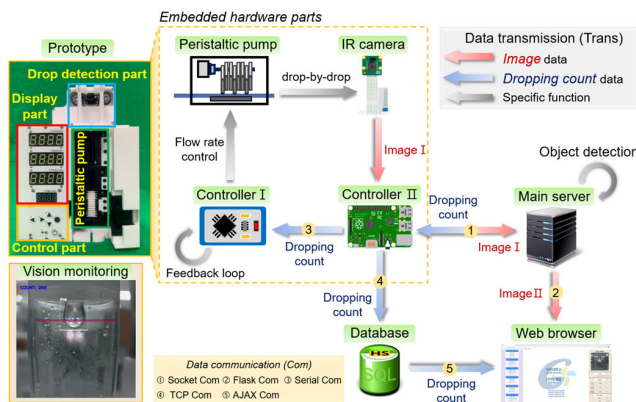 Embedded hardware parts
Prototype
Drop detection part
Display
part
Peristaltic pump
Control part
Vision monitoring
COUNT: 288
Peristaltic pump
IR camera
drop-by-drop
Flow rate
control
Image Ⅰ
Controller Ⅰ
Controller Ⅱ
③
Dropping
count
Feedback loop
④
Dropping
count
Data transmission (Trans)
Image data
Dropping count data
Specific function
Object detection
Main server
Dropping
count
①
Image Ⅰ
Image Ⅱ
②
Database
HS
SQL
Web browser
⑤
Dropping
count
Data communication (Com)
① Socket Com ② Flask Com ③ Serial Com
④ TCP Com ⑤ AJAX Com